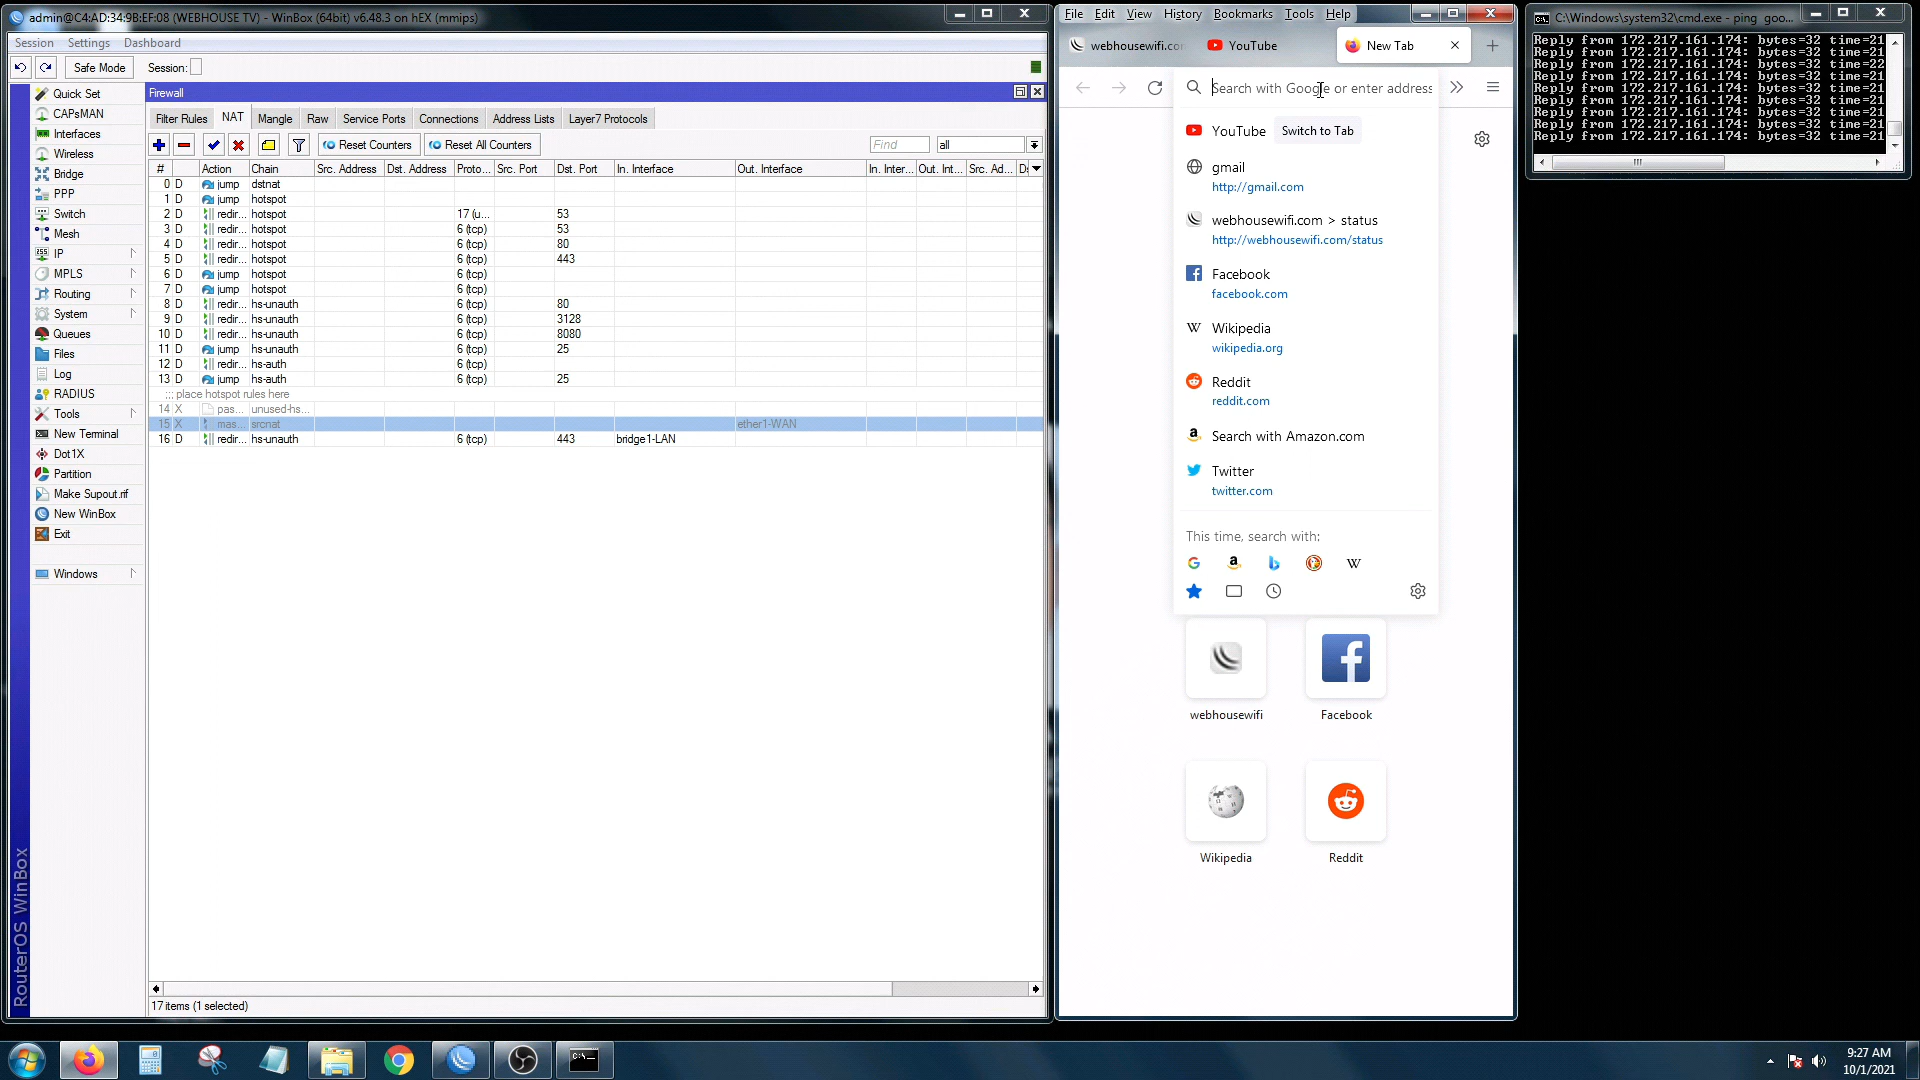 admin@C4:AD:34:9B:EF:08 (WEBHOUSE TV) - WinBox (64bit) v6.48.3 on hEX (mmips)
Session Settings Dashboard
Safe Mode Session:
Quick Set
CAPsMAN
Interfaces
Wireless
Bridge
PPP
Switch
Mesh
IP
MPLS
Routing
System
Queues
Files
Log
RADIUS
Tools
New Terminal
Dot1X
Partition
Make Supout.rif
New WinBox
Exit
Windows
RouterOS WinBox
Firewall
Filter Rules NAT Mangle Raw Service Ports Connections Address Lists Layer7 Protocols
Reset Counters Reset All Counters Find all
# Action Chain Src. Address Dst. Address Proto... Src. Port Dst. Port In. Interface Out. Interface In. Inter... Out. Int... Src. Ad... D
0 D jump dstnat
1 D jump hotspot
2 D redir... hotspot 17 (u... 53
3 D redir... hotspot 6 (tcp) 53
4 D redir... hotspot 6 (tcp) 80
5 D redir... hotspot 6 (tcp) 443
6 D jump hotspot 6 (tcp)
7 D jump hotspot 6 (tcp)
8 D redir... hs-unauth 6 (tcp) 80
9 D redir... hs-unauth 6 (tcp) 3128
10 D redir... hs-unauth 6 (tcp) 8080
11 D jump hs-unauth 6 (tcp) 25
12 D redir... hs-auth 6 (tcp)
13 D jump hs-auth 6 (tcp) 25
;;; place hotspot rules here
14 X pas... unused-hs...
15 X mas... srcnat ether1-WAN
16 D redir... hs-unauth 6 (tcp) 443 bridge1-LAN
17 items (1 selected)
File Edit View History Bookmarks Tools Help
webhousewifi.co YouTube New Tab
Search with Google or enter address
YouTube Switch to Tab
gmail
http://gmail.com
webhousewifi.com > status
http://webhousewifi.com/status
Facebook
facebook.com
Wikipedia
wikipedia.org
Reddit
reddit.com
Search with Amazon.com
Twitter
twitter.com
This time, search with:
webhousewifi Facebook
Wikipedia Reddit
C:\Windows\system32\cmd.exe - ping goo...
Reply from 172.217.161.174: bytes=32 time=21
Reply from 172.217.161.174: bytes=32 time=21
Reply from 172.217.161.174: bytes=32 time=22
Reply from 172.217.161.174: bytes=32 time=21
Reply from 172.217.161.174: bytes=32 time=21
Reply from 172.217.161.174: bytes=32 time=21
Reply from 172.217.161.174: bytes=32 time=21
Reply from 172.217.161.174: bytes=32 time=21
Reply from 172.217.161.174: bytes=32 time=21
9:27 AM
10/1/2021